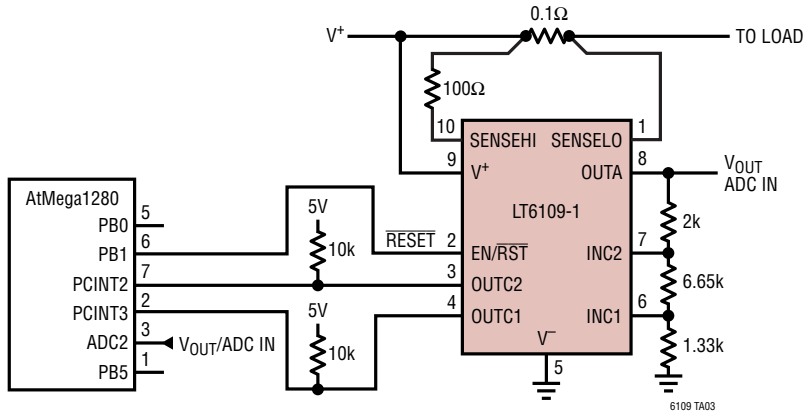 0.1Ω
V+
TO LOAD
100Ω
10
1
SENSEHI
SENSELO
9
8
V+
OUTA
VOUT
ADC IN
AtMega1280
LT6109-1
2k
PB0
5
5V
PB1
6
10k
RESET
2
EN/RST
INC2
7
PCINT2
7
3
OUTC2
6.65k
PCINT3
2
5V
4
OUTC1
INC1
6
ADC2
3
VOUT/ADC IN
10k
V–
1.33k
PB5
1
5
6109 TA03